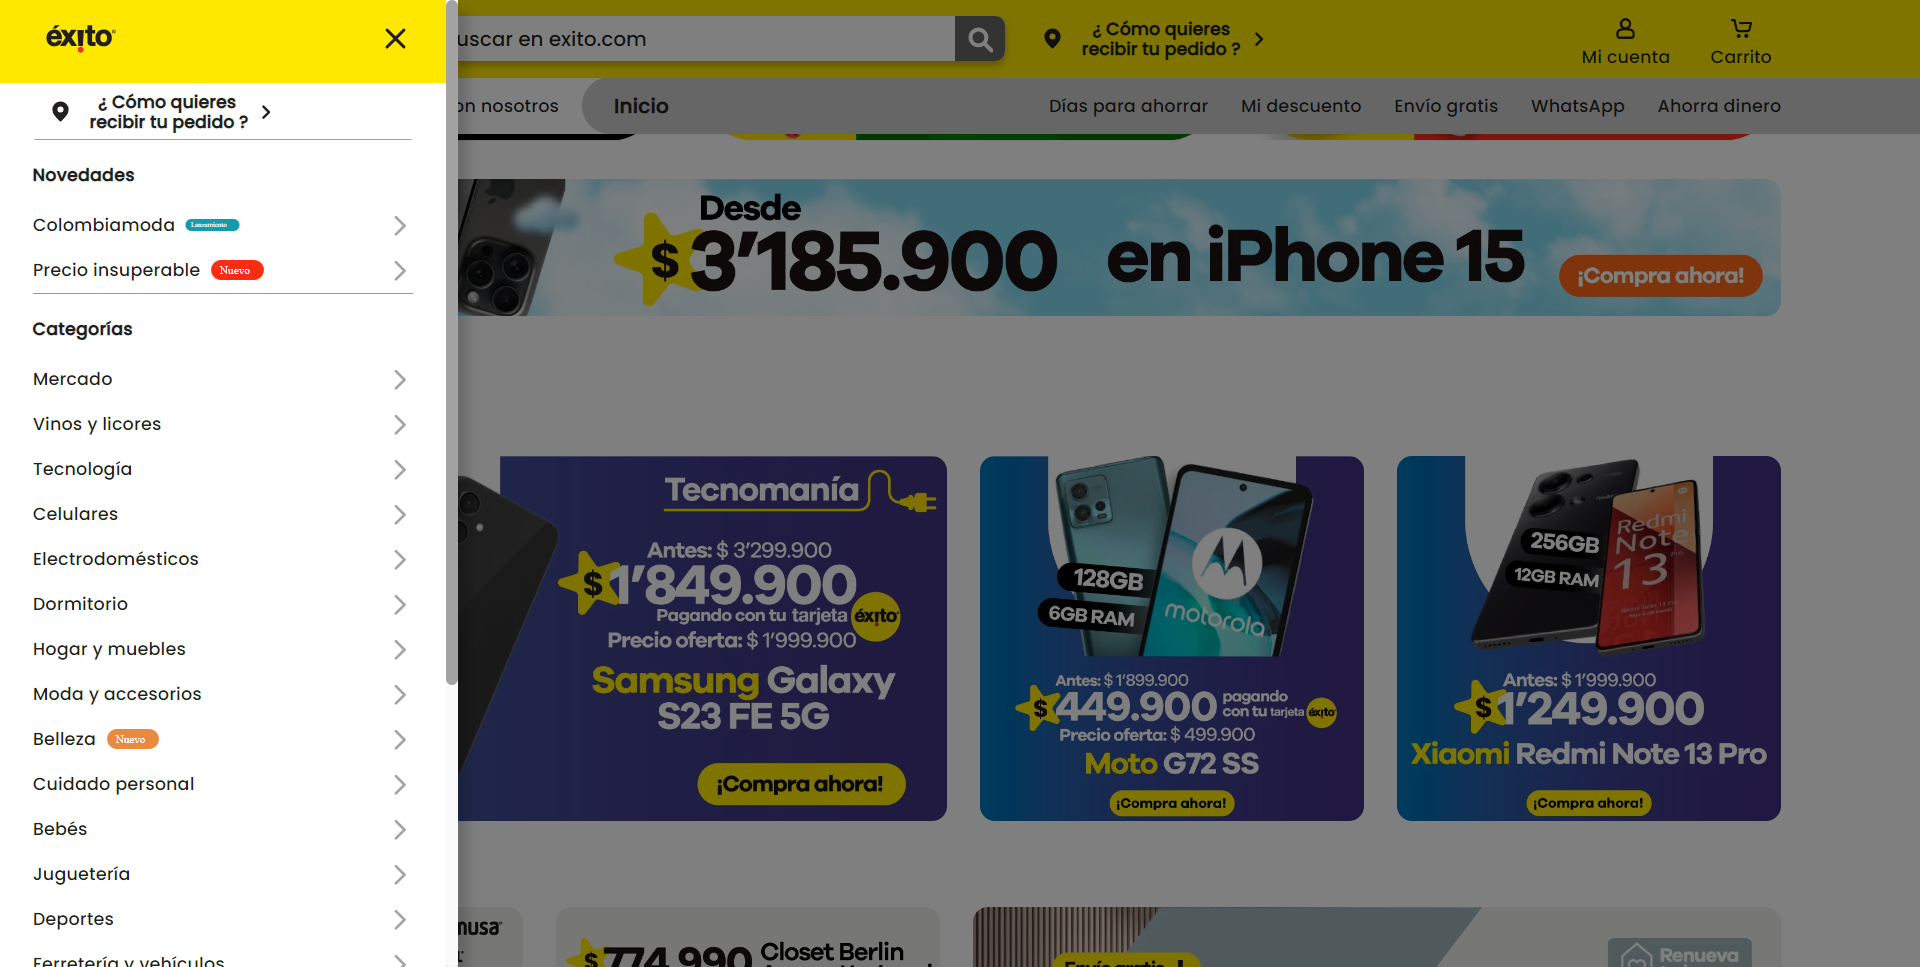 éxito
¿ Cómo quieres
recibir tu pedido ?
Novedades
Colombiamoda Lanzamiento
Precio insuperable Nuevo
Categorías
Mercado
Vinos y licores
Tecnología
Celulares
Electrodomésticos
Dormitorio
Hogar y muebles
Moda y accesorios
Belleza Nuevo
Cuidado personal
Bebés
Juguetería
Deportes
Ferretería y vehículos
uscar en exito.com
¿ Cómo quieres
recibir tu pedido ?
Mi cuenta
Carrito
on nosotros
Inicio
Días para ahorrar
Mi descuento
Envío gratis
WhatsApp
Ahorra dinero
Desde
$ 3'185.900 en iPhone 15
¡Compra ahora!
Tecnomanía
Antes: $ 3'299.900
$ 1'849.900
Pagando con tu tarjeta éxito
Precio oferta: $ 1'999.900
Samsung Galaxy
S23 FE 5G
¡Compra ahora!
128GB
6GB RAM
motorola
Antes: $ 1'899.900
$ 449.900 pagando
con tu tarjeta éxito
Precio oferta: $ 499.900
Moto G72 SS
¡Compra ahora!
256GB
12GB RAM
Redmi
Note
13 Pro
Antes: $ 1'999.900
$ 1'249.900
Xiaomi Redmi Note 13 Pro
¡Compra ahora!
musa
$ 774.990 Closet Berlin
Envío gratis
Renueva